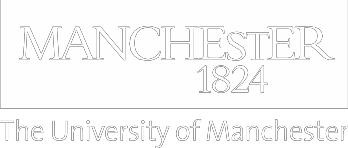 MANCHESTER
1824
The University of Manchester